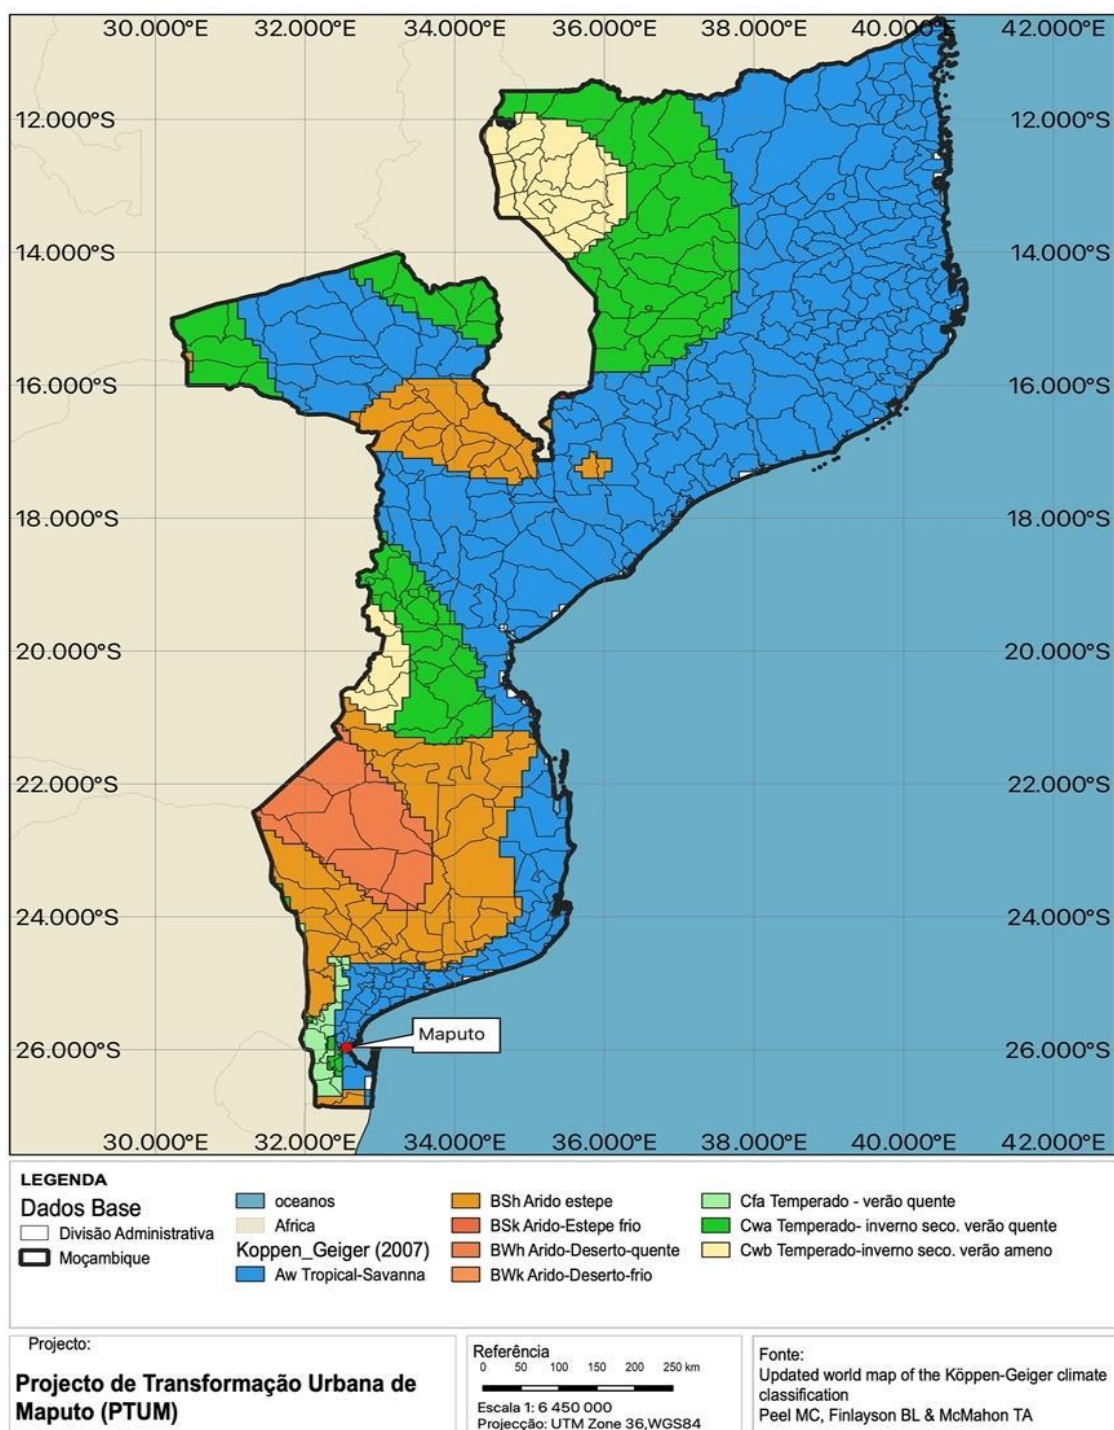 30.000°E 32.000°E 34.000°E 36.000°E 38.000°E 40.000°E 42.000°E
12.000°S 12.000°S
14.000°S 14.000°S
16.000°S 16.000°S
18.000°S 18.000°S
20.000°S 20.000°S
22.000°S 22.000°S
24.000°S 24.000°S
Maputo
26.000°S 26.000°S
30.000°E 32.000°E 34.000°E 36.000°E 38.000°E 40.000°E 42.000°E
LEGENDA
Dados Base
Divisão Administrativa
Moçambique
oceanos
Africa
Koppen_Geiger (2007)
Aw Tropical-Savanna
BSh Arido estepe
BSk Arido-Estepe frio
BWh Arido-Deserto-quente
BWk Arido-Deserto-frio
Cfa Temperado - verão quente
Cwa Temperado- inverno seco. verão quente
Cwb Temperado-inverno seco. verão ameno
Projecto:
Projecto de Transformação Urbana de
Maputo (PTUM)
Referência
0 50 100 150 200 250 km
Escala 1: 6 450 000
Projecção: UTM Zone 36,WGS84
Fonte:
Updated world map of the Köppen-Geiger climate
classification
Peel MC, Finlayson BL & McMahon TA